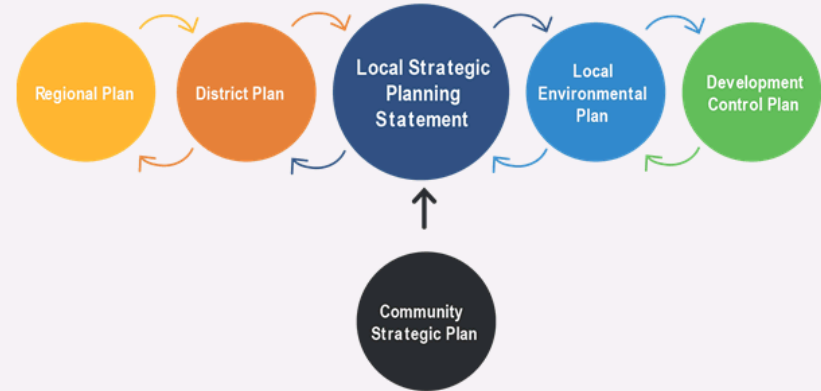 Regional Plan
District Plan
Local Strategic
Planning
Statement
Local
Environmental
Plan
Development
Control Plan
Community
Strategic Plan